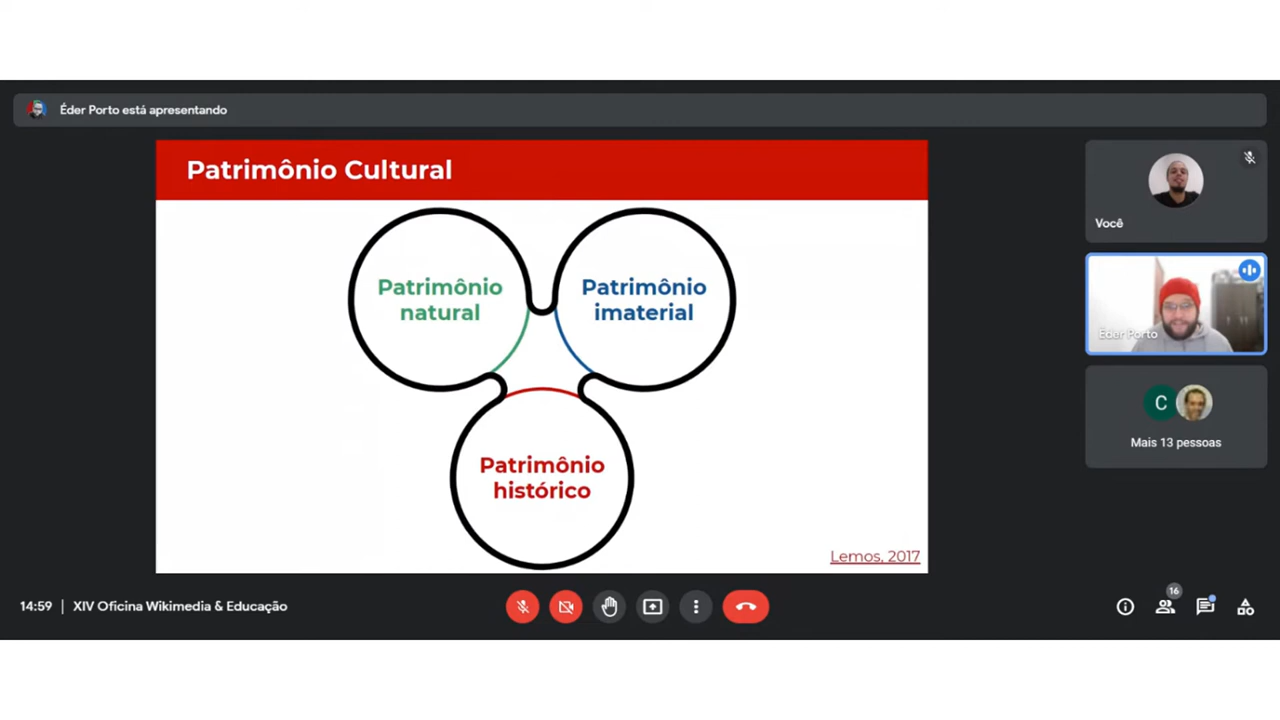 Éder Porto está apresentando
Patrimônio Cultural
Patrimônio
natural
Patrimônio
imaterial
Patrimônio
histórico
Lemos, 2017
Você
Éder Porto
C
Mais 13 pessoas
14:59 | XIV Oficina Wikimedia & Educação
16